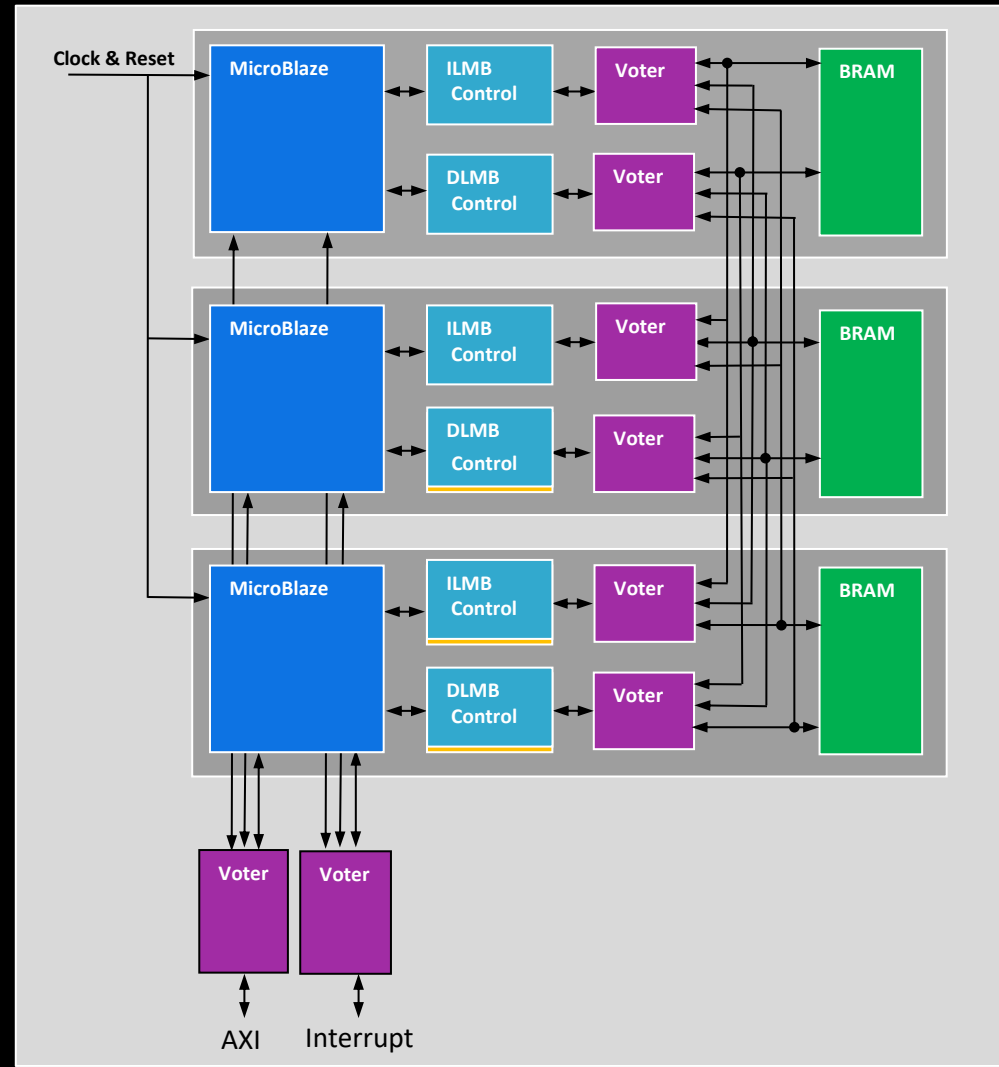 Clock & Reset
MicroBlaze
ILMB
Control
Voter
BRAM
DLMB
Control
Voter
MicroBlaze
ILMB
Control
Voter
BRAM
DLMB
Control
Voter
MicroBlaze
ILMB
Control
Voter
BRAM
DLMB
Control
Voter
Voter
Voter
AXI
Interrupt